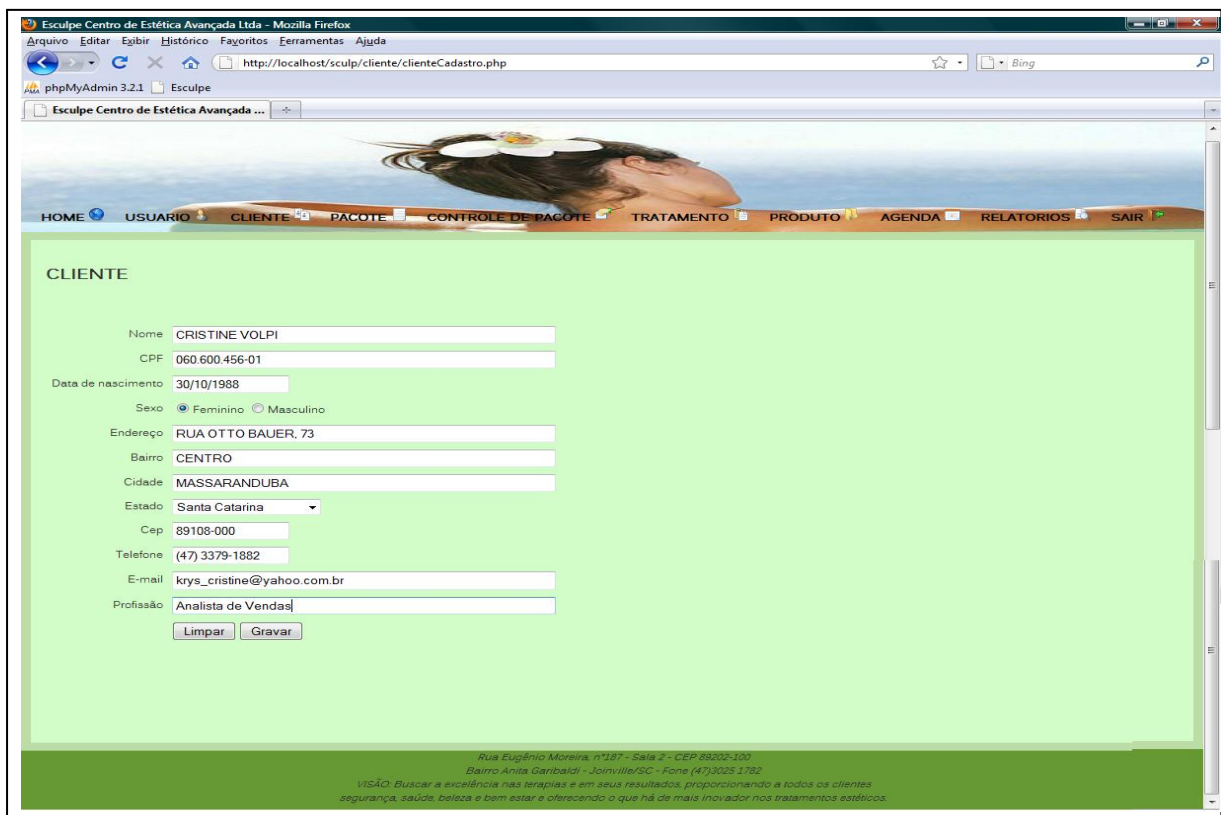 Esculpe Centro de Estética Avançada Ltda - Mozilla Firefox
Arquivo Editar Exibir Histórico Favoritos Ferramentas Ajuda
http://localhost/sculp/cliente/clienteCadastro.php
Bing
phpMyAdmin 3.2.1 Esculpe
Esculpe Centro de Estética Avançada ...
HOME USUARIO CLIENTE PACOTE CONTROLE DE PACOTE TRATAMENTO PRODUTO AGENDA RELATORIOS SAIR
CLIENTE
Nome CRISTINE VOLPI
CPF 060.600.456-01
Data de nascimento 30/10/1988
Sexo Feminino Masculino
Endereço RUA OTTO BAUER, 73
Bairro CENTRO
Cidade MASSARANDUBA
Estado Santa Catarina
Cep 89108-000
Telefone (47) 3379-1882
E-mail krys_cristine@yahoo.com.br
Profissão Analista de Vendas
Limpar Gravar
Rua Eugênio Moreira, n°187 - Sala 2 - CEP 89202-100
Bairro Anita Garibaldi - Joinville/SC - Fone (47)3025 1782
VISÃO: Buscar a excelência nas terapias e em seus resultados, proporcionando a todos os clientes
segurança, saúde, beleza e bem estar e oferecendo o que há de mais inovador nos tratamentos estéticos.